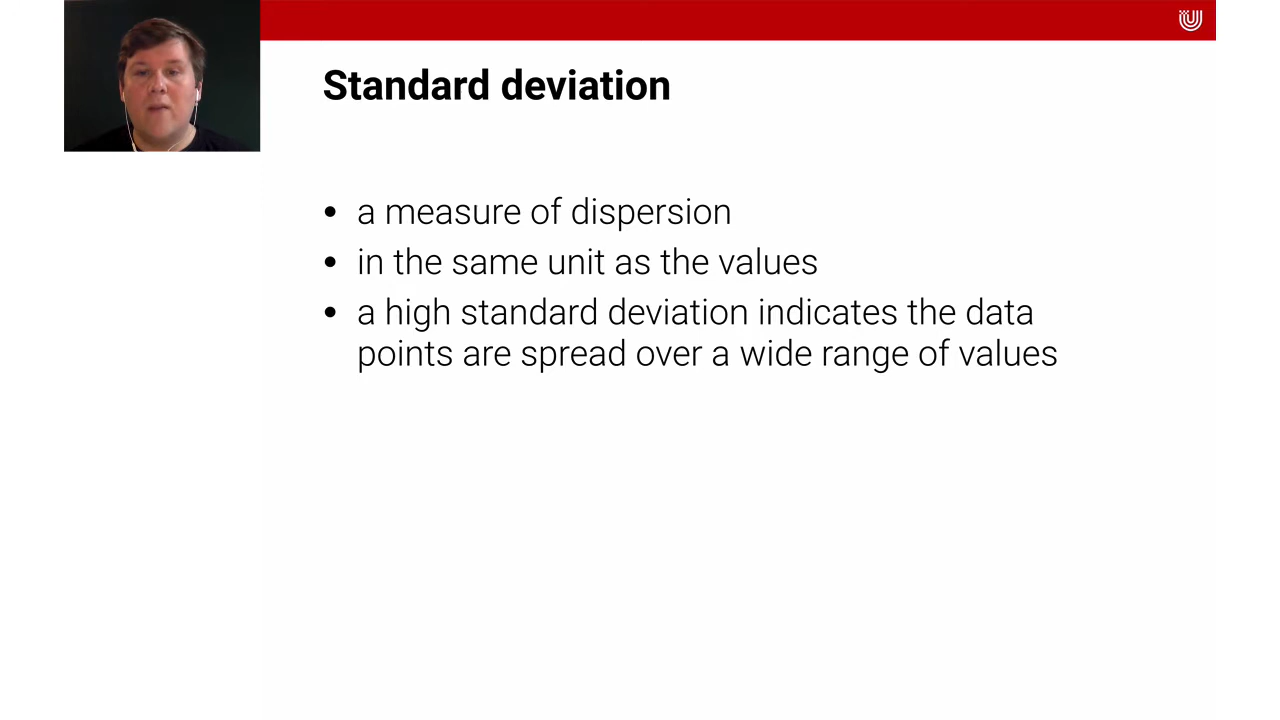 Standard deviation
• a measure of dispersion
• in the same unit as the values
• a high standard deviation indicates the data
points are spread over a wide range of values